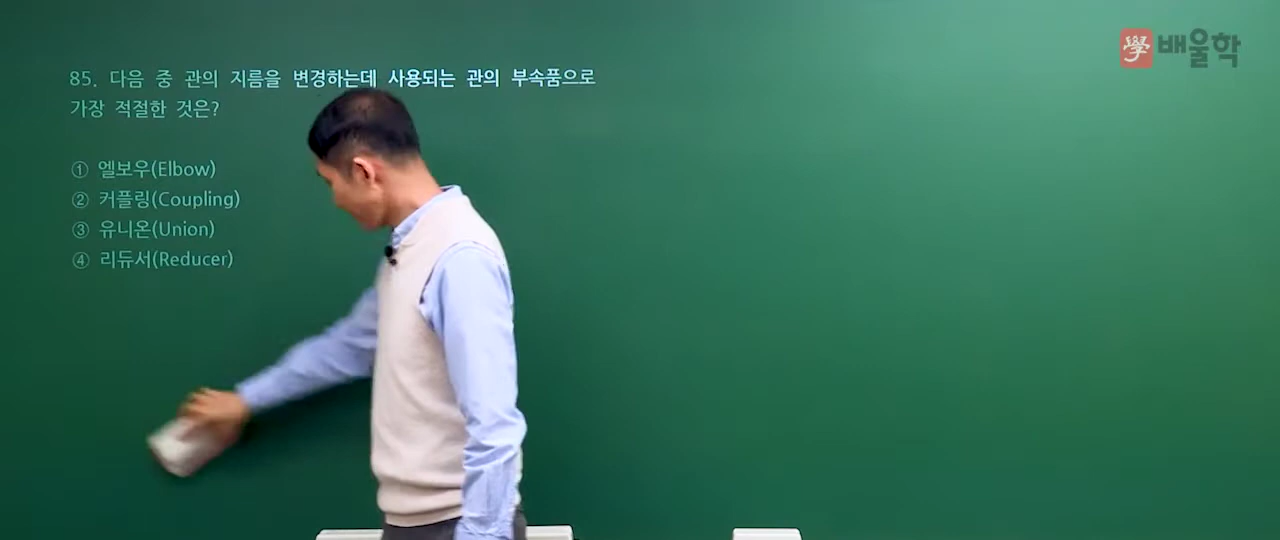 學 배울학
85. 다음 중 관의 지름을 변경하는데 사용되는 관의 부속품으로
가장 적절한 것은?
① 엘보우(Elbow)
② 커플링(Coupling)
③ 유니온(Union)
④ 리듀서(Reducer)